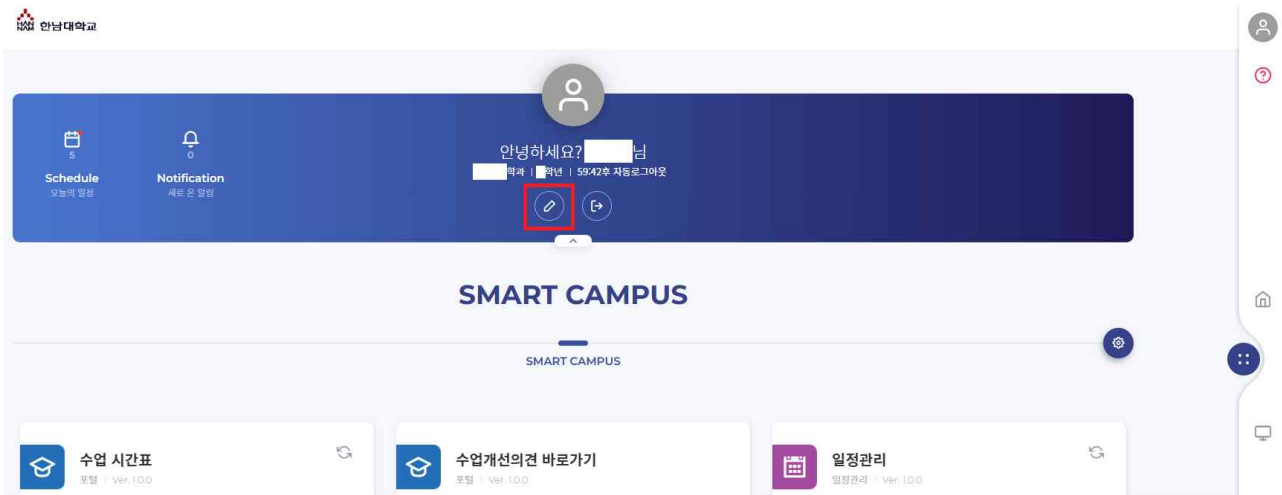 HAN
NAM 한남대학교
5
Schedule
오늘의 일정
0
Notification
새로 온 알림
안녕하세요? 님
학과 | 학년 | 59:42후 자동로그아웃
SMART CAMPUS
SMART CAMPUS
수업 시간표
포털 | Ver. 1.0.0
수업개선의견 바로가기
포털 | Ver. 1.0.0
일정관리
일정관리 | Ver. 1.0.0